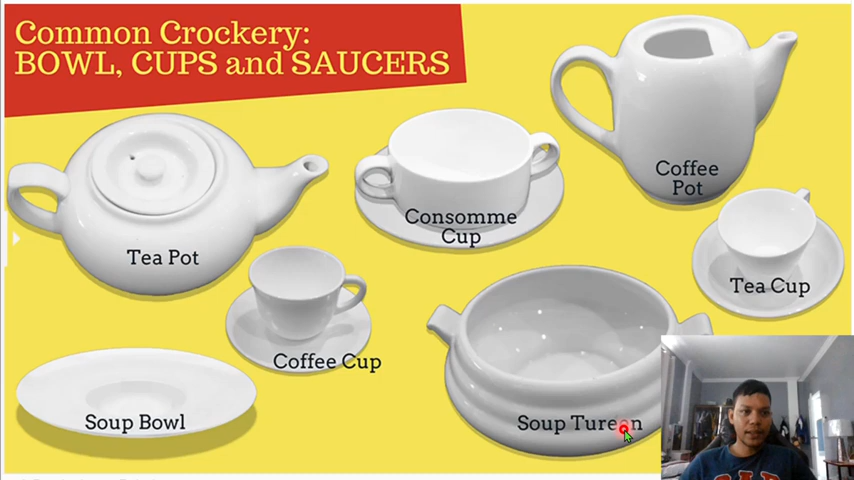 Common Crockery:
BOWL, CUPS and SAUCERS
Coffee
Pot
Consomme
Cup
Tea Pot
Tea Cup
Coffee Cup
Soup Bowl
Soup Tureen